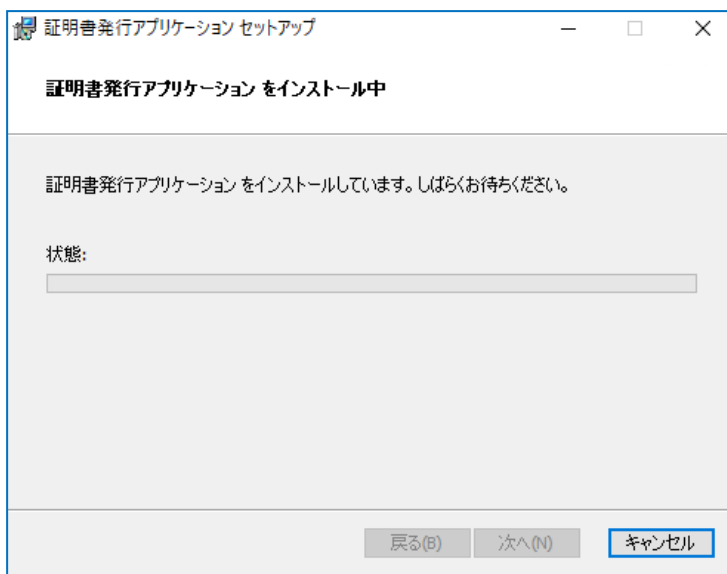 証明書発行アプリケーション セットアップ
証明書発行アプリケーション をインストール中
証明書発行アプリケーション をインストールしています。しばらくお待ちください。
状態:
戻る(B) 次へ(N) キャンセル